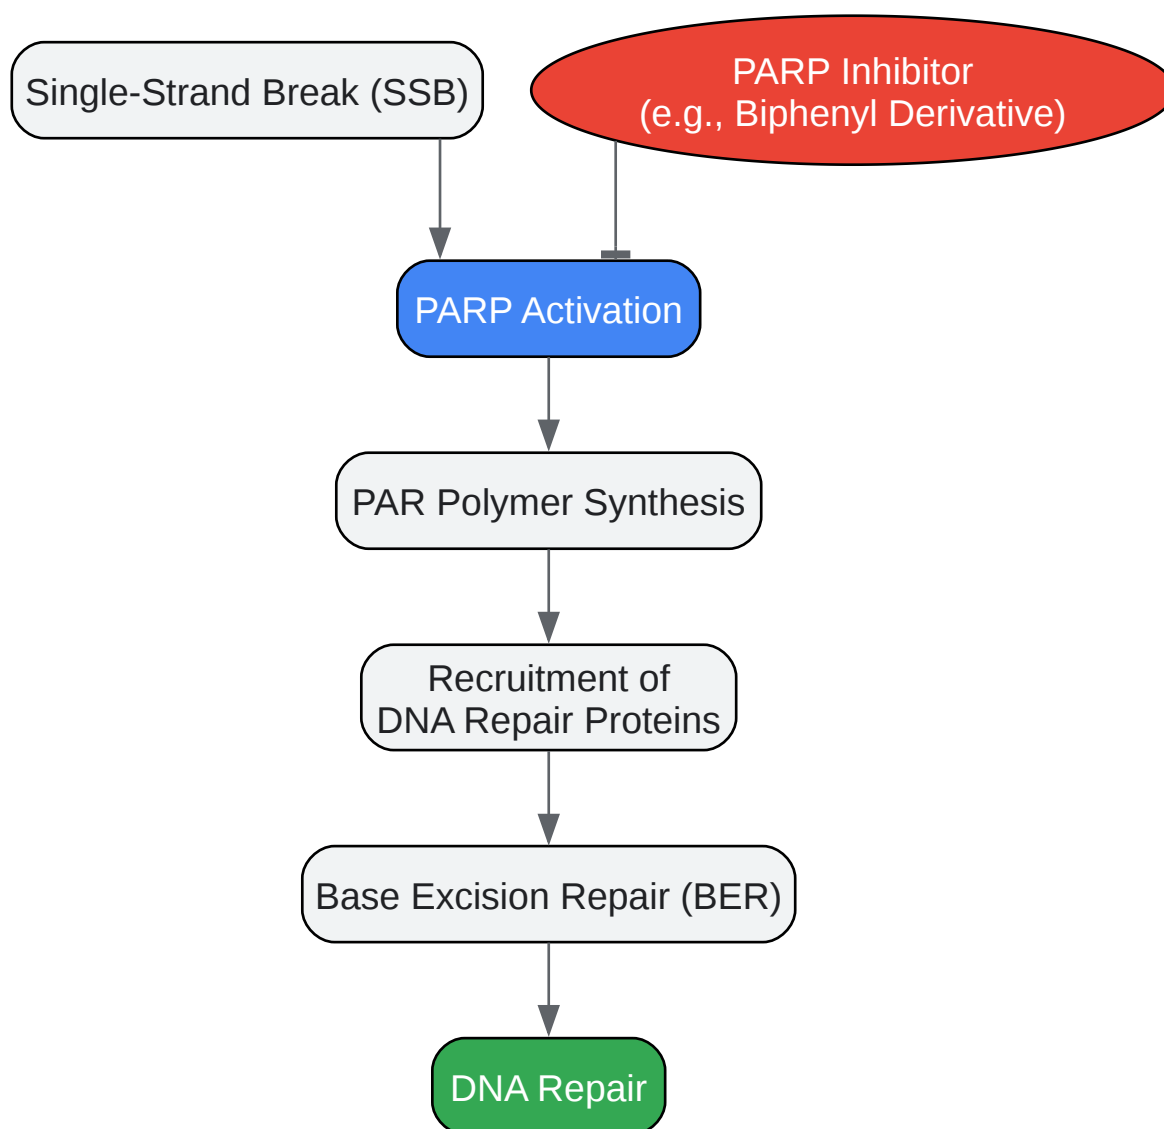 Single-Strand Break (SSB)
PARP Inhibitor
(e.g., Biphenyl Derivative)
PARP Activation
PAR Polymer Synthesis
Recruitment of
DNA Repair Proteins
Base Excision Repair (BER)
DNA Repair